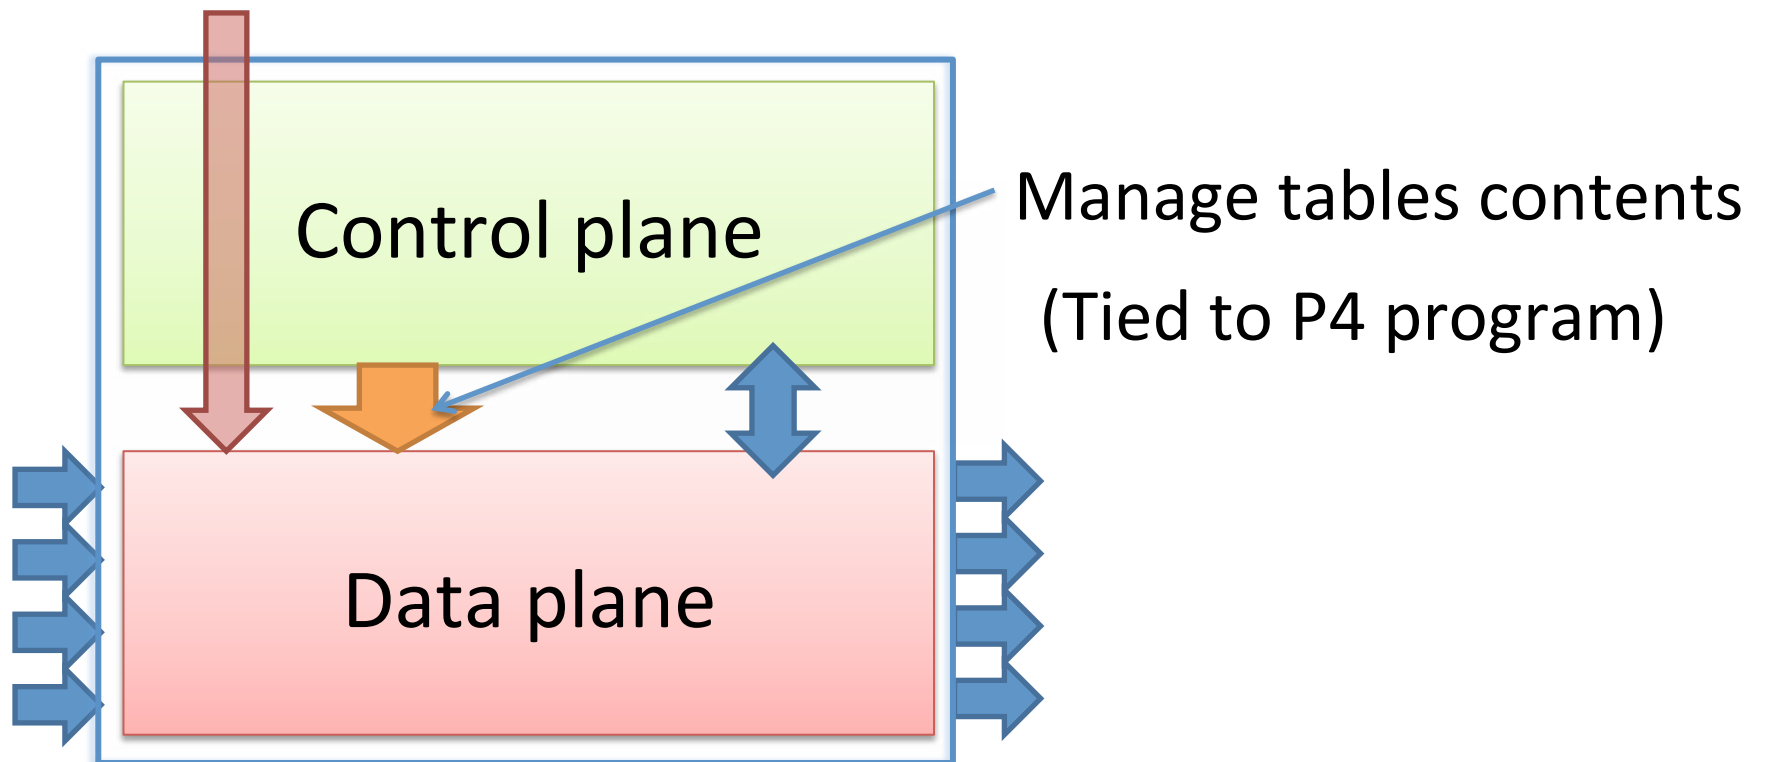 Control plane
Manage tables contents
(Tied to P4 program)
Data plane